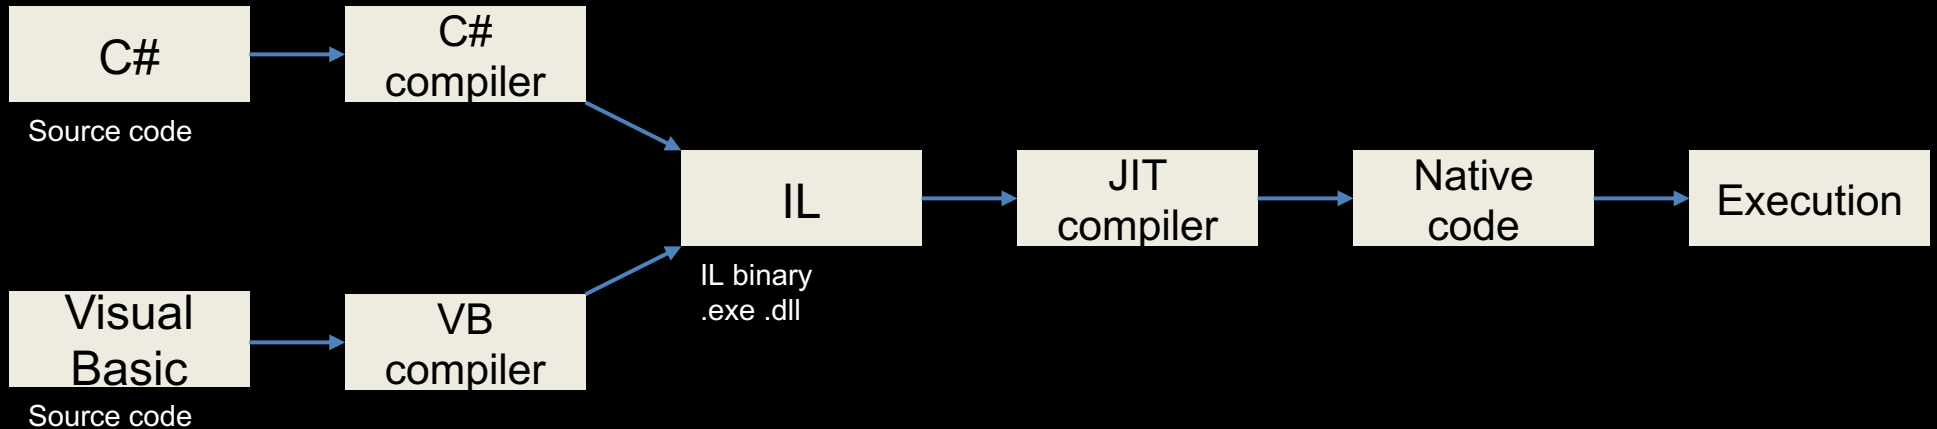 C#
Source code
C#
compiler
Visual
Basic
Source code
VB
compiler
IL
IL binary
.exe .dll
JIT
compiler
Native
code
Execution